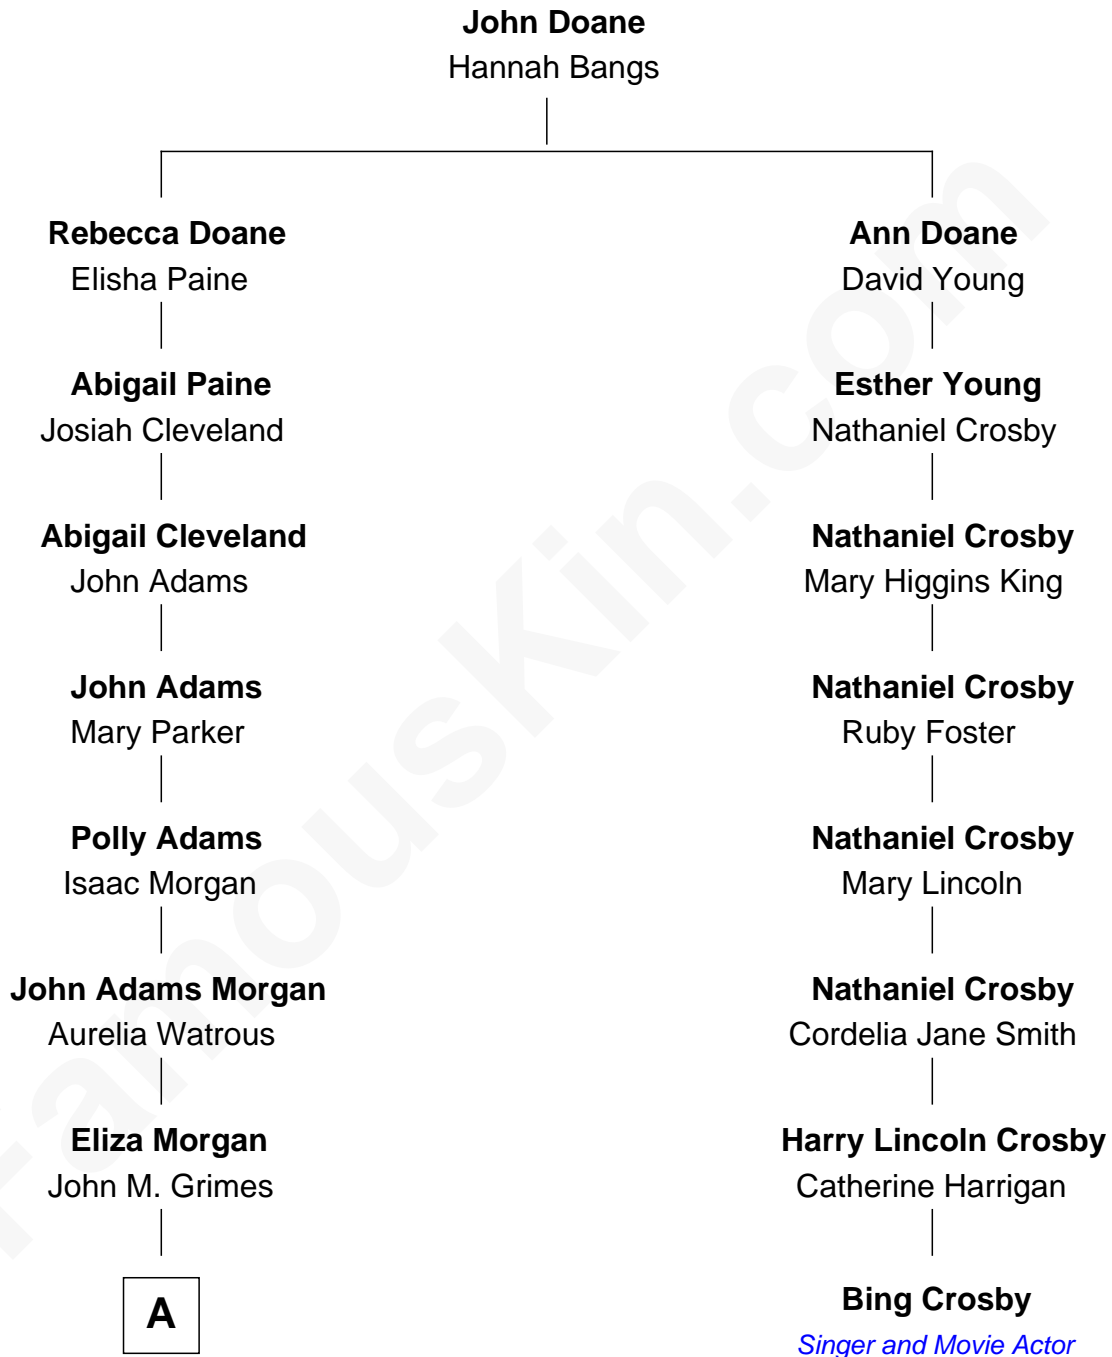 John Doane
Hannah Bangs
Rebecca Doane
Elisha Paine
Abigail Paine
Josiah Cleveland
Abigail Cleveland
John Adams
John Adams
Mary Parker
Polly Adams
Isaac Morgan
John Adams Morgan
Aurelia Watrous
Eliza Morgan
John M. Grimes
A
Ann Doane
David Young
Esther Young
Nathaniel Crosby
Nathaniel Crosby
Mary Higgins King
Nathaniel Crosby
Ruby Foster
Nathaniel Crosby
Mary Lincoln
Nathaniel Crosby
Cordelia Jane Smith
Harry Lincoln Crosby
Catherine Harrigan
Bing Crosby
Singer and Movie Actor
FamousKin.com